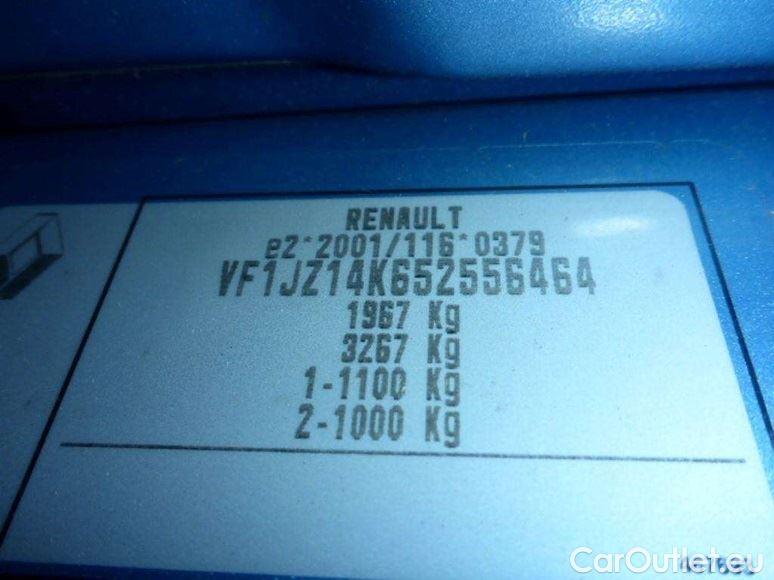 RENAULT
e2*2001/116*0379
VF1JZ14K652556464
1967 Kg
3267 Kg
1-1100 Kg
2-1000 Kg
CarOutlet.eu